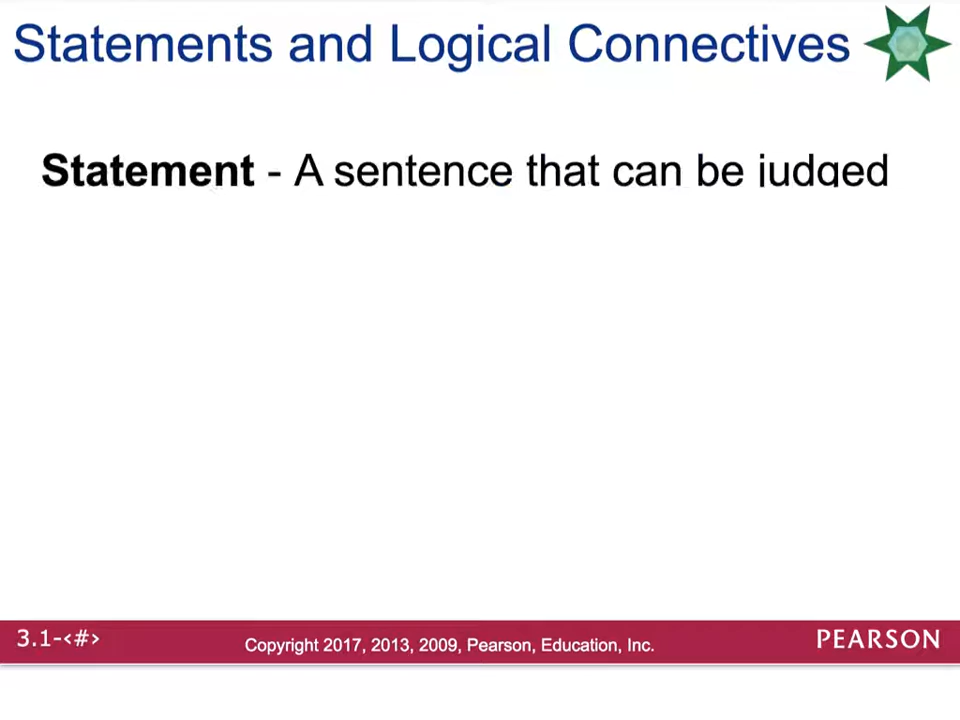 Statements and Logical Connectives
Statement - A sentence that can be judged
3.1-<#>
Copyright 2017, 2013, 2009, Pearson, Education, Inc.
PEARSON